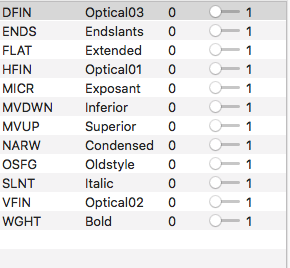 DFIN Optical03 0 1
ENDS Endslants 0 1
FLAT Extended 0 1
HFIN Optical01 0 1
MICR Exposant 0 1
MVDWN Inferior 0 1
MVUP Superior 0 1
NARW Condensed 0 1
OSFG Oldstyle 0 1
SLNT Italic 0 1
VFIN Optical02 0 1
WGHT Bold 0 1